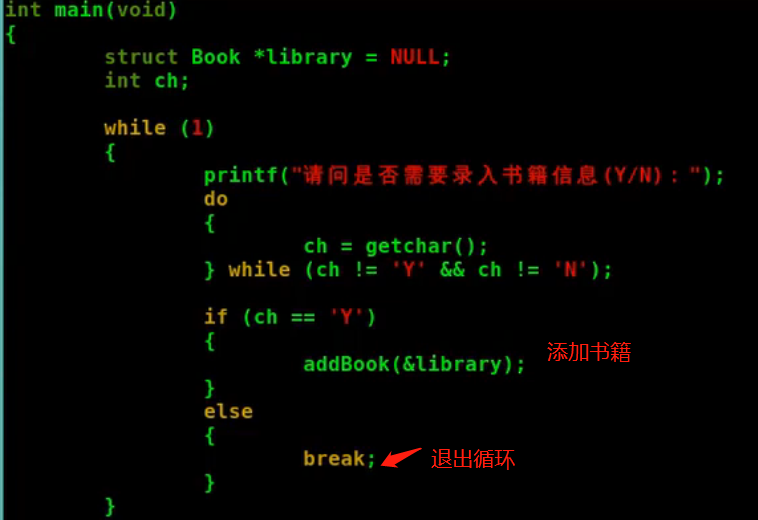 int main(void)
{
struct Book *library = NULL;
int ch;
while (1)
{
printf("请问是否需要录入书籍信息(Y/N)：");
do
{
ch = getchar();
} while (ch != 'Y' && ch != 'N');
if (ch == 'Y')
{
addBook(&library); 添加书籍
}
else
{
break; 退出循环
}
}